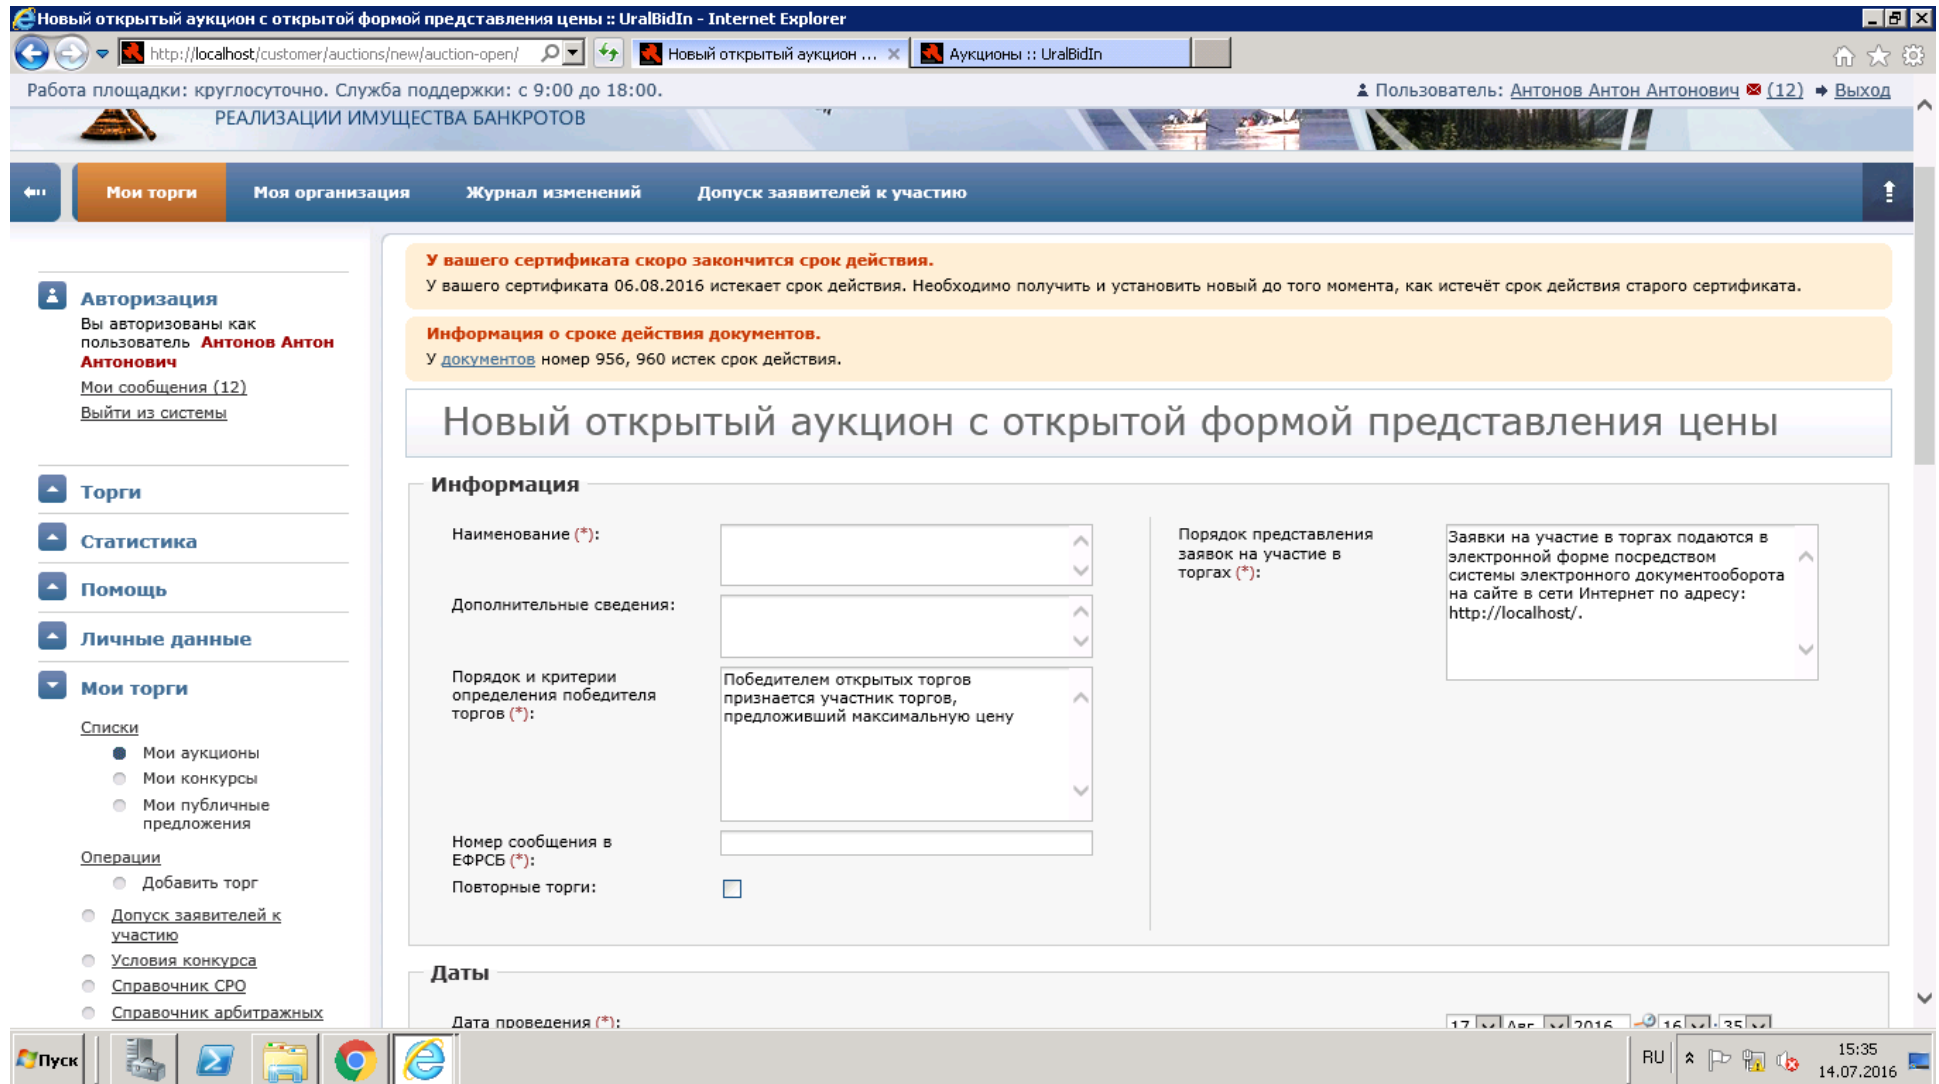 Новый открытый аукцион с открытой формой представления цены :: UralBidIn - Internet Explorer
http://localhost/customer/auctions/new/auction-open/
Новый открытый аукцион ...
Аукционы :: UralBidIn
Работа площадки: круглосуточно. Служба поддержки: с 9:00 до 18:00.
Пользователь: Антонов Антон Антонович (12) Выход
РЕАЛИЗАЦИИ ИМУЩЕСТВА БАНКРОТОВ
Мои торги
Моя организация
Журнал изменений
Допуск заявителей к участию
Авторизация
Вы авторизованы как
пользователь Антонов Антон
Антонович
Мои сообщения (12)
Выйти из системы
Торги
Статистика
Помощь
Личные данные
Мои торги
Списки
Мои аукционы
Мои конкурсы
Мои публичные
предложения
Операции
Добавить торг
Допуск заявителей к
участию
Условия конкурса
Справочник СРО
Справочник арбитражных
У вашего сертификата скоро закончится срок действия.
У вашего сертификата 06.08.2016 истекает срок действия. Необходимо получить и установить новый до того момента, как истечёт срок действия старого сертификата.
Информация о сроке действия документов.
У документов номер 956, 960 истек срок действия.
Новый открытый аукцион с открытой формой представления цены
Информация
Наименование (*):
Дополнительные сведения:
Порядок и критерии
определения победителя
торгов (*):
Победителем открытых торгов
признается участник торгов,
предложивший максимальную цену
Номер сообщения в
ЕФРСБ (*):
Повторные торги:
Порядок представления
заявок на участие в
торгах (*):
Заявки на участие в торгах подаются в
электронной форме посредством
системы электронного документооборота
на сайте в сети Интернет по адресу:
http://localhost/.
Даты
Дата проведения (*):
17 Авг 2016 16 : 35
Пуск
RU
15:35
14.07.2016